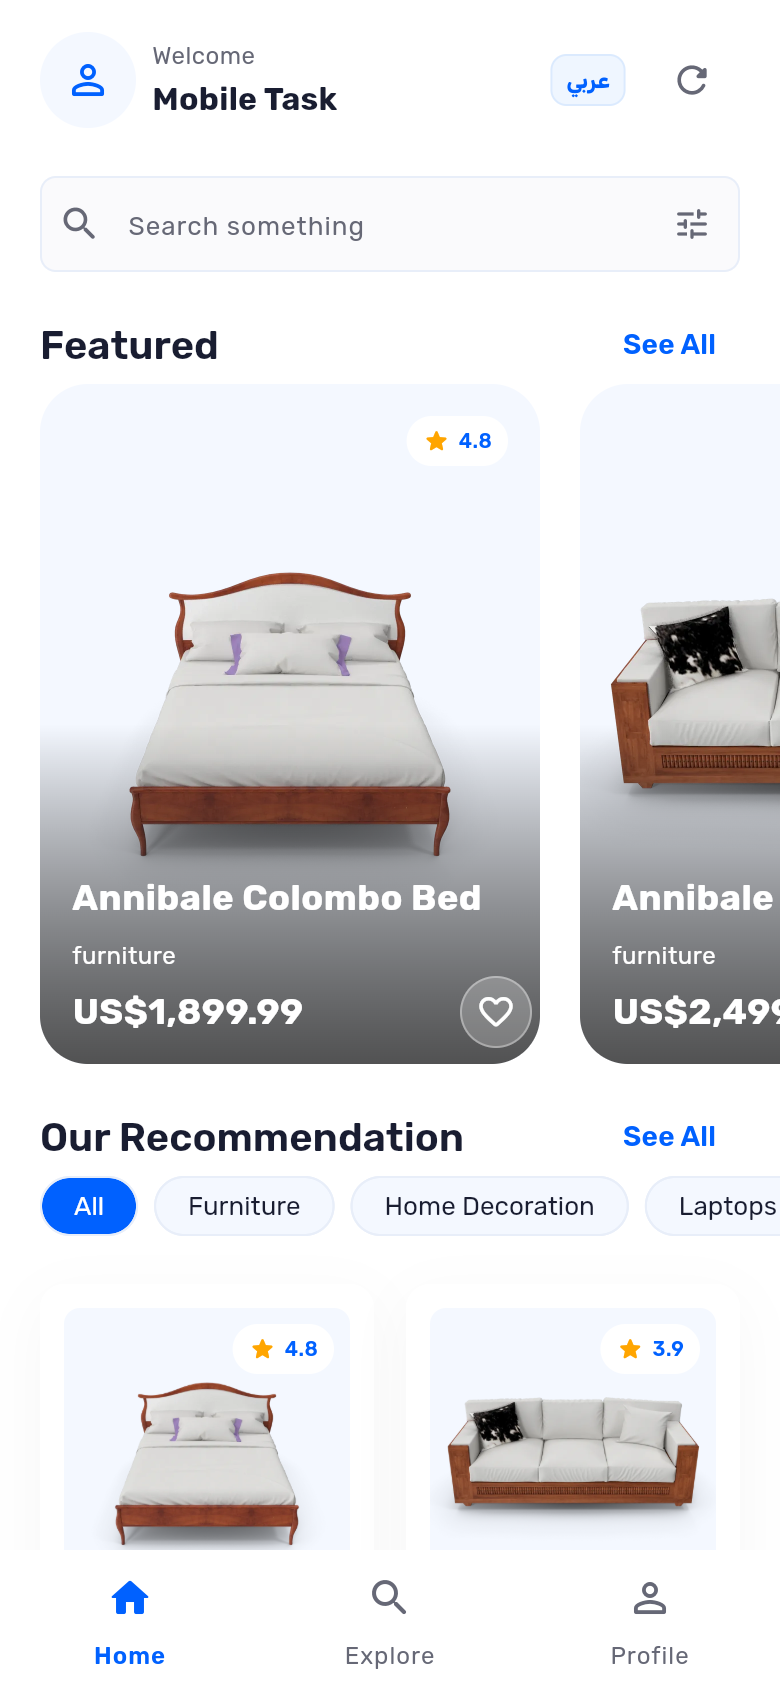 Welcome
Mobile Task
عربي
Search something
Featured
See All
4.8
Annibale Colombo Bed
furniture
US$1,899.99
Annibale
furniture
US$2,499
Our Recommendation
See All
All
Furniture
Home Decoration
Laptops
4.8
3.9
Home
Explore
Profile